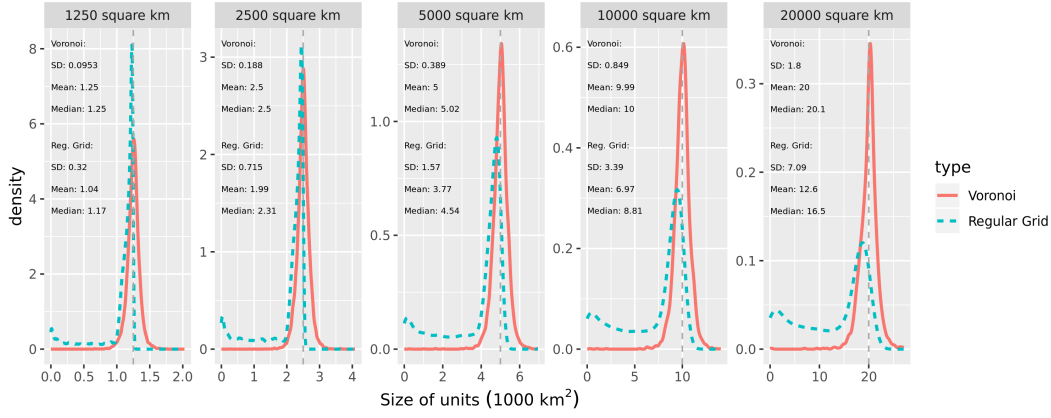 1250 square km
2500 square km
5000 square km
10000 square km
20000 square km
Voronoi:
SD: 0.0953
Mean: 1.25
Median: 1.25
Reg. Grid:
SD: 0.32
Mean: 1.04
Median: 1.17
Voronoi:
SD: 0.188
Mean: 2.5
Median: 2.5
Reg. Grid:
SD: 0.715
Mean: 1.99
Median: 2.31
Voronoi:
SD: 0.389
Mean: 5
Median: 5.02
Reg. Grid:
SD: 1.57
Mean: 3.77
Median: 4.54
Voronoi:
SD: 0.849
Mean: 9.99
Median: 10
Reg. Grid:
SD: 3.39
Mean: 6.97
Median: 8.81
Voronoi:
SD: 1.8
Mean: 20
Median: 20.1
Reg. Grid:
SD: 7.09
Mean: 12.6
Median: 16.5
density
8
6
4
2
0
3
2
1
0
1.0
0.5
0.0
0.6
0.4
0.2
0.0
0.3
0.2
0.1
0.0
0.0 0.5 1.0 1.5 2.0
0 1 2 3 4
0 2 4 6
0 5 10
0 10 20
Size of units (1000 km²)
type
Voronoi
Regular Grid